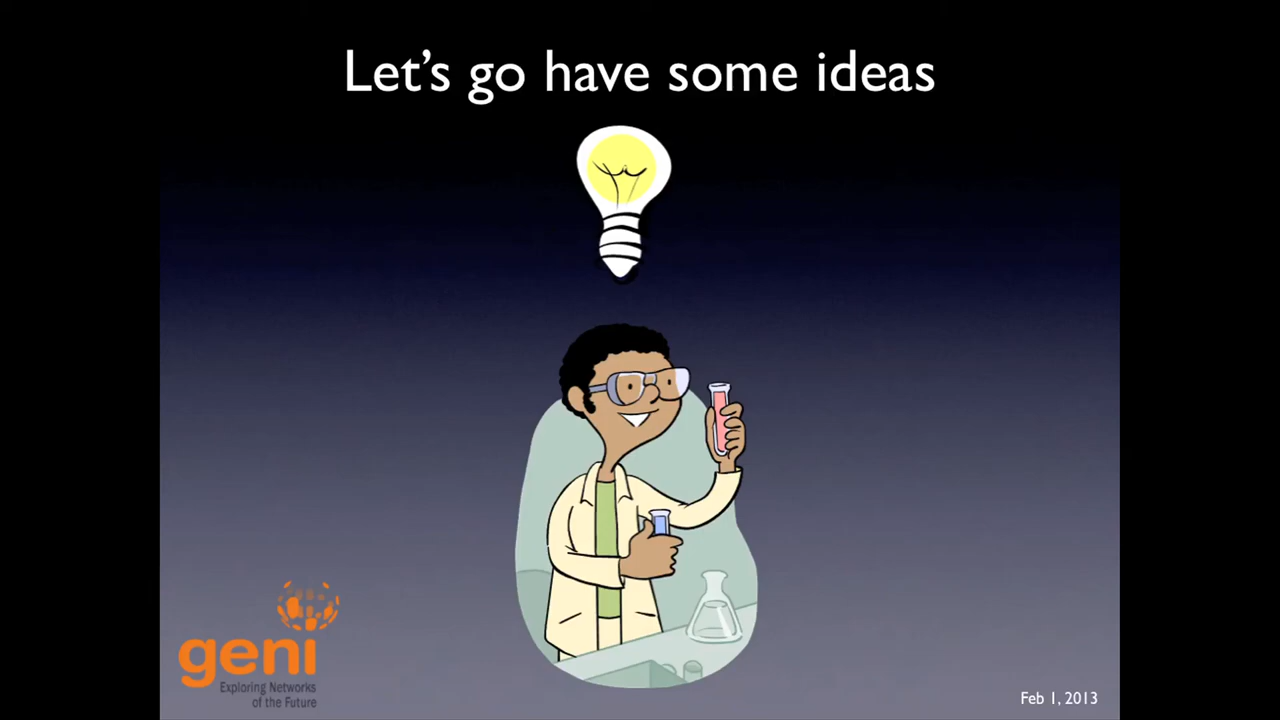 Let's go have some ideas
geni
Exploring Networks
of the Future
Feb 1, 2013